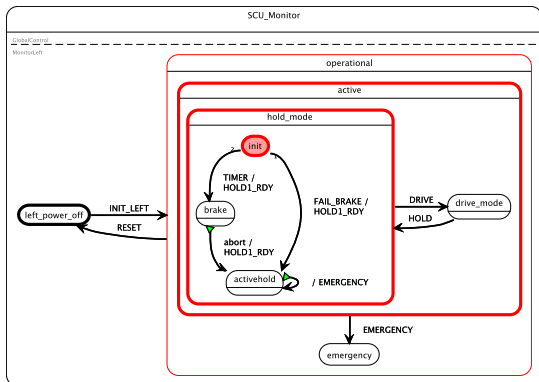 SCU_Monitor
GlobalControl
MonitorLeft
operational
active
hold_mode
init
2
1
TIMER /
HOLD1_RDY
FAIL_BRAKE /
HOLD1_RDY
DRIVE
HOLD
drive_mode
brake
left_power_off
INIT_LEFT
RESET
abort /
HOLD1_RDY
activehold
/ EMERGENCY
EMERGENCY
emergency